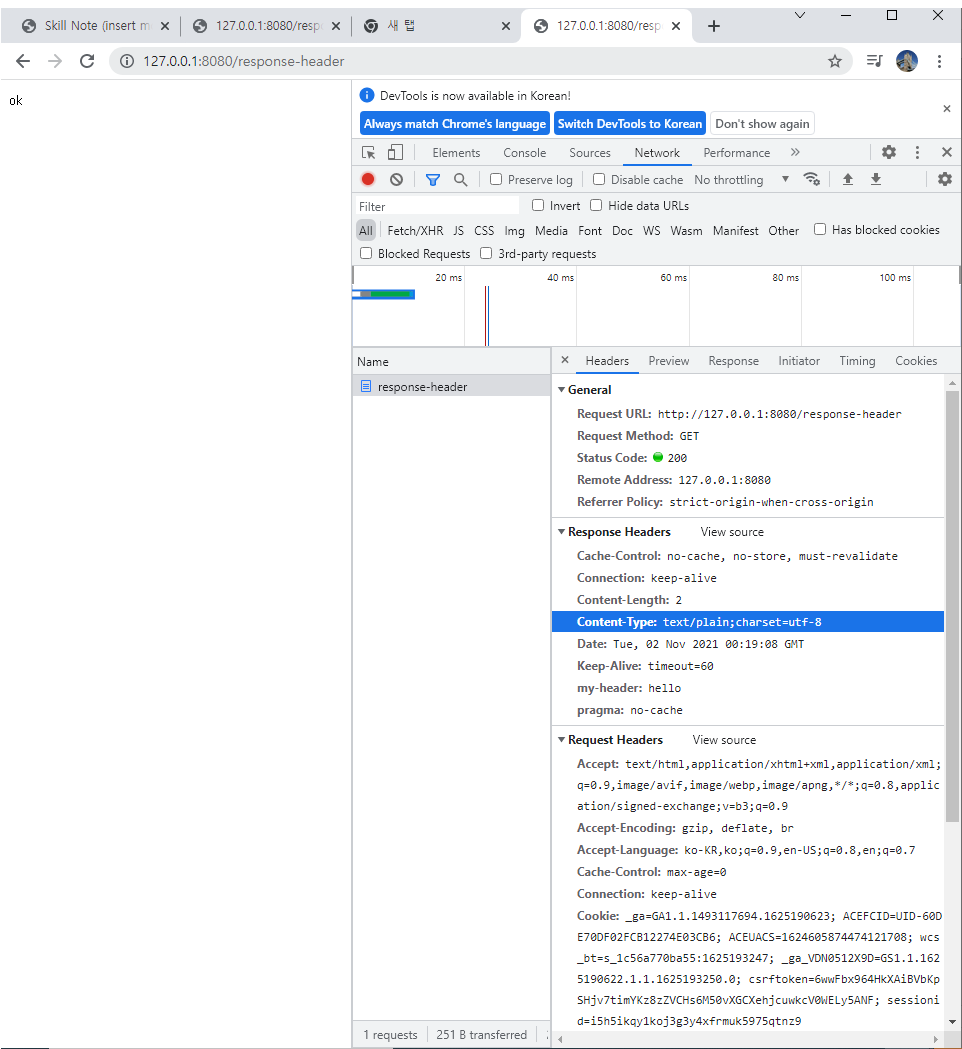 Skill Note (insert m
127.0.0.1:8080/respo
새 탭
127.0.0.1:8080/respo
127.0.0.1:8080/response-header
ok
DevTools is now available in Korean!
Always match Chrome's language
Switch DevTools to Korean
Don't show again
Elements Console Sources Network Performance »
Preserve log Disable cache No throttling
Filter Invert Hide data URLs
All Fetch/XHR JS CSS Img Media Font Doc WS Wasm Manifest Other Has blocked cookies
Blocked Requests 3rd-party requests
20 ms 40 ms 60 ms 80 ms 100 ms
Name
response-header
Headers Preview Response Initiator Timing Cookies
General
Request URL: http://127.0.0.1:8080/response-header
Request Method: GET
Status Code: 200
Remote Address: 127.0.0.1:8080
Referrer Policy: strict-origin-when-cross-origin
Response Headers View source
Cache-Control: no-cache, no-store, must-revalidate
Connection: keep-alive
Content-Length: 2
Content-Type: text/plain;charset=utf-8
Date: Tue, 02 Nov 2021 00:19:08 GMT
Keep-Alive: timeout=60
my-header: hello
pragma: no-cache
Request Headers View source
Accept: text/html,application/xhtml+xml,application/xml;
q=0.9,image/avif,image/webp,image/apng,*/*;q=0.8,applic
ation/signed-exchange;v=b3;q=0.9
Accept-Encoding: gzip, deflate, br
Accept-Language: ko-KR,ko;q=0.9,en-US;q=0.8,en;q=0.7
Cache-Control: max-age=0
Connection: keep-alive
Cookie: _ga=GA1.1.1493117694.1625190623; ACEFCID=UID-60D
E70DF02FCB12274E03CB6; ACEUACS=1624605874474121708; wcs
_bt=s_1c56a770ba55:1625193247; _ga_VDN0512X9D=GS1.1.162
5190622.1.1.1625193250.0; csrftoken=6wwFbx964HkXAiBVbKp
SHjv7timYKz8zZVCHs6M50vXGCXehjcuwkcV0WELy5ANF; sessioni
d=i5h5ikqy1koj3g3y4xfrmuk5975qtnz9
1 requests 251 B transferred